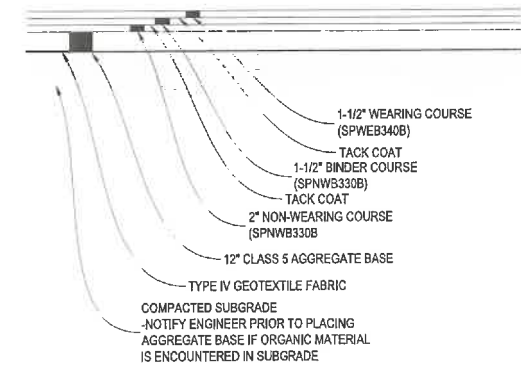 1-1/2" WEARING COURSE
(SPWEB340B)
TACK COAT
1-1/2" BINDER COURSE
(SPNWB330B)
TACK COAT
2" NON-WEARING COURSE
(SPNWB330B
12" CLASS 5 AGGREGATE BASE
TYPE IV GEOTEXTILE FABRIC
COMPACTED SUBGRADE
-NOTIFY ENGINEER PRIOR TO PLACING
AGGREGATE BASE IF ORGANIC MATERIAL
IS ENCOUNTERED IN SUBGRADE